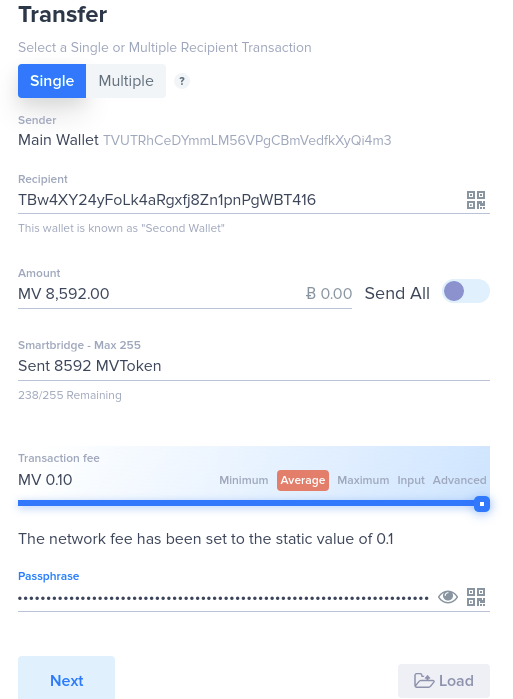 Transfer
Select a Single or Multiple Recipient Transaction
Single Multiple ?
Sender
Main Wallet TVUTRhCeDYmmLM56VPgCBmVedfkXyQi4m3
Recipient
TBw4XY24yFoLk4aRgxfj8Zn1pnPgWBT416
This wallet is known as "Second Wallet"
Amount
MV 8,592.00 Ƀ 0.00 Send All
Smartbridge - Max 255
Sent 8592 MVToken
238/255 Remaining
Transaction fee
MV 0.10 Minimum Average Maximum Input Advanced
The network fee has been set to the static value of 0.1
Passphrase
Next Load